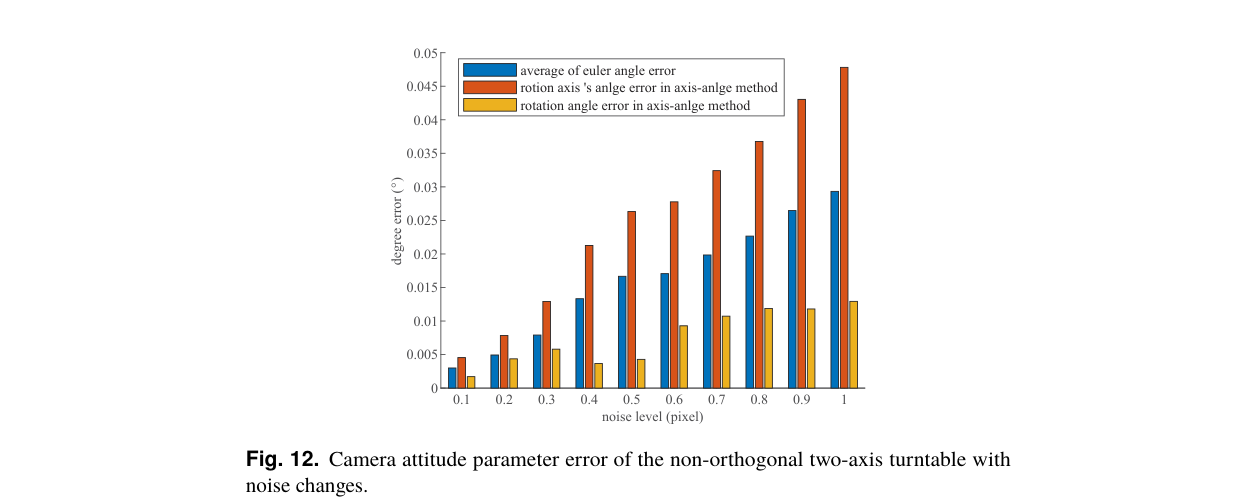 0.05
0.045
0.04
0.035
0.03
0.025
0.02
0.015
0.01
0.005
0
degree error (°)
average of euler angle error
rotion axis 's anlge error in axis-anlge method
rotation angle error in axis-anlge method
0.1 0.2 0.3 0.4 0.5 0.6 0.7 0.8 0.9 1
noise level (pixel)
Fig. 12. Camera attitude parameter error of the non-orthogonal two-axis turntable with
noise changes.